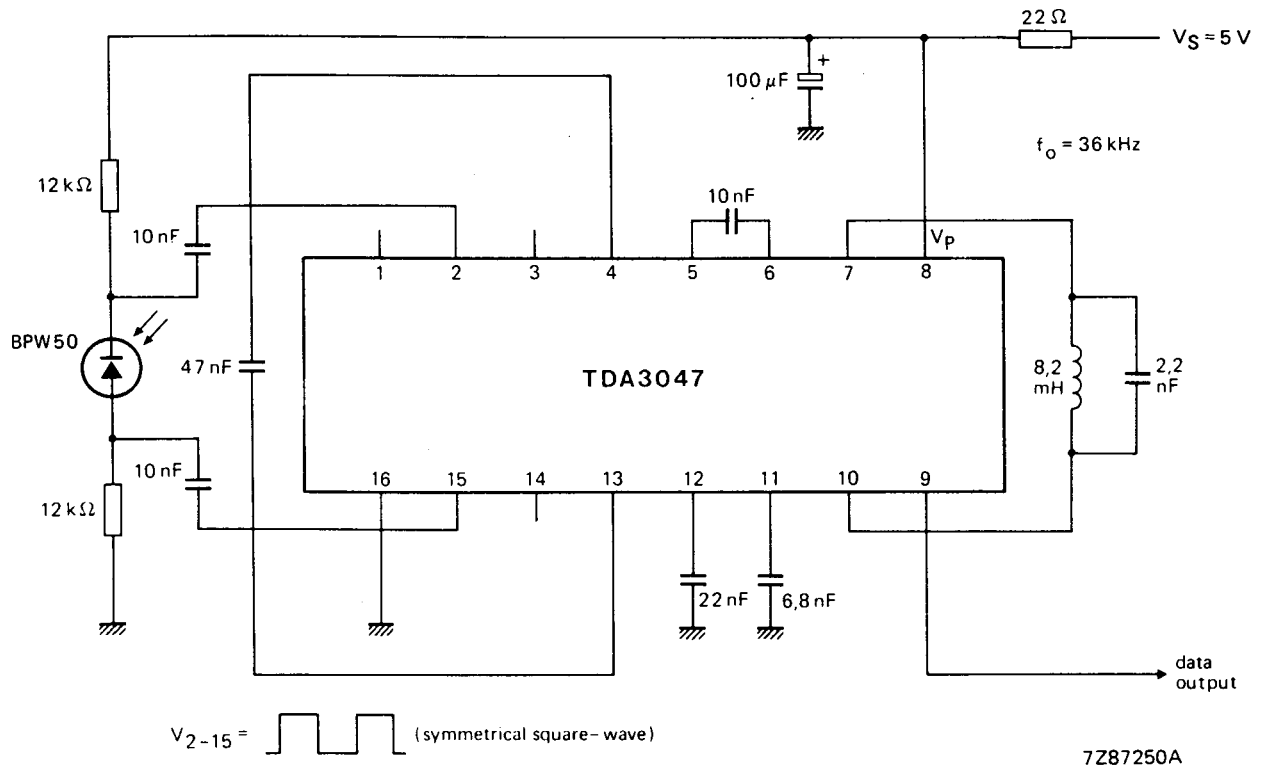 22 Ω
V_S = 5 V
+
100 µF
f_o = 36 kHz
12 kΩ
10 nF
10 nF
V_P
1 2 3 4 5 6 7 8
BPW50
47 nF
TDA3047
8,2
mH
2,2
nF
10 nF
12 kΩ
16 15 14 13 12 11 10 9
22 nF
6,8 nF
data
output
V_2–15 =
(symmetrical square-wave)
7Z87250A